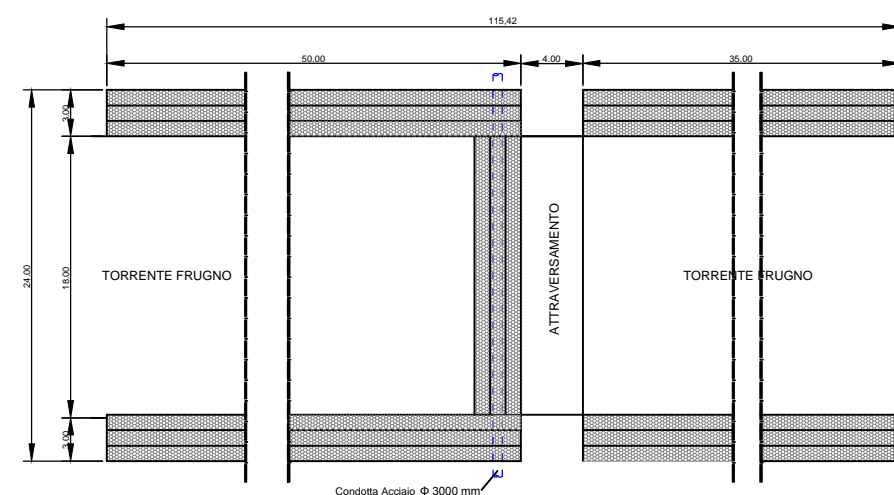 115,42
50.00
4.00
35.00
3.00
24.00
18.00
3.00
TORRENTE FRUGNO
ATTRAVERSAMENTO
TORRENTE FRUGNO
Condotta Acciaio Φ 3000 mm